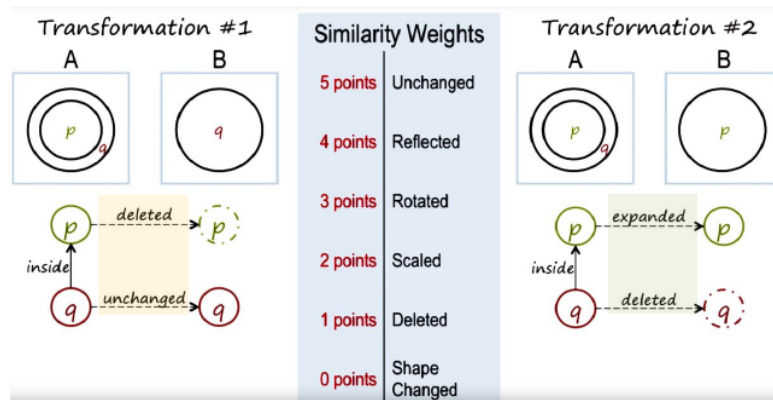 Transformation #1
A B
p
q
q
deleted
p
p
inside
unchanged
q
q
Similarity Weights
5 points Unchanged
4 points Reflected
3 points Rotated
2 points Scaled
1 points Deleted
0 points Shape
Changed
Transformation #2
A B
p
q
p
expanded
p
p
inside
deleted
q
q